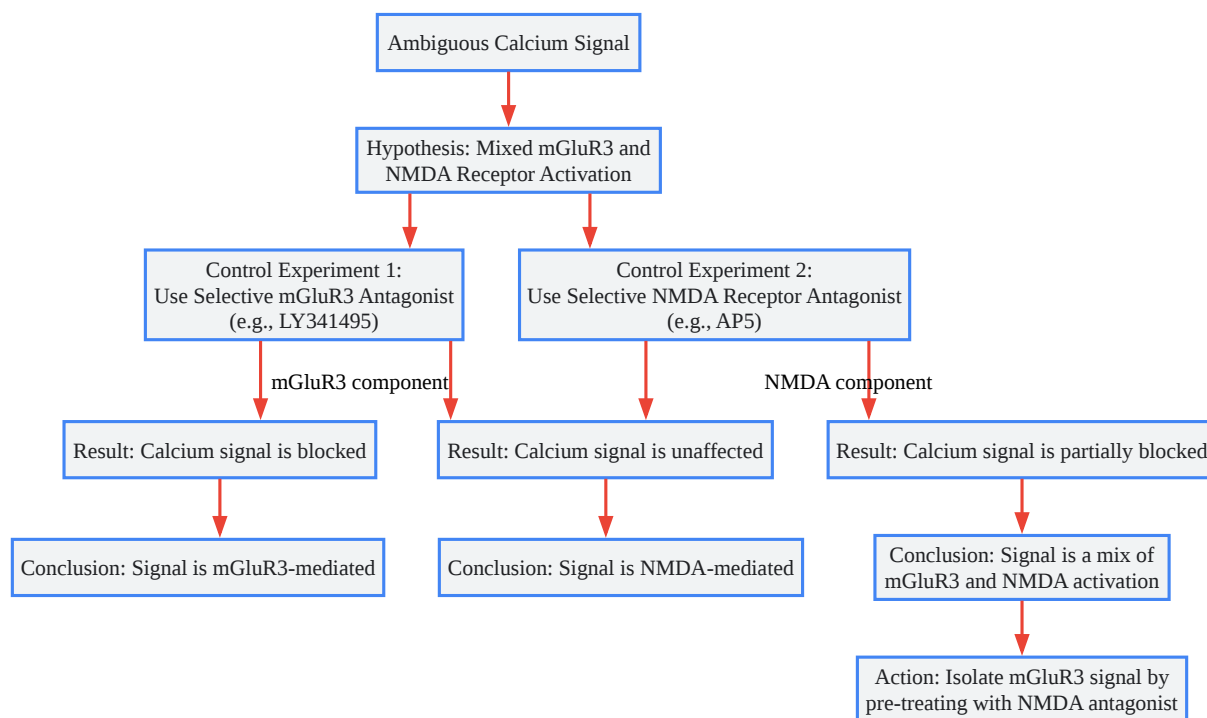 Ambiguous Calcium Signal
Hypothesis: Mixed mGluR3 and
NMDA Receptor Activation
Control Experiment 1:
Use Selective mGluR3 Antagonist
(e.g., LY341495)
Control Experiment 2:
Use Selective NMDA Receptor Antagonist
(e.g., AP5)
mGluR3 component
NMDA component
Result: Calcium signal is blocked
Result: Calcium signal is unaffected
Result: Calcium signal is partially blocked
Conclusion: Signal is mGluR3-mediated
Conclusion: Signal is NMDA-mediated
Conclusion: Signal is a mix of
mGluR3 and NMDA activation
Action: Isolate mGluR3 signal by
pre-treating with NMDA antagonist